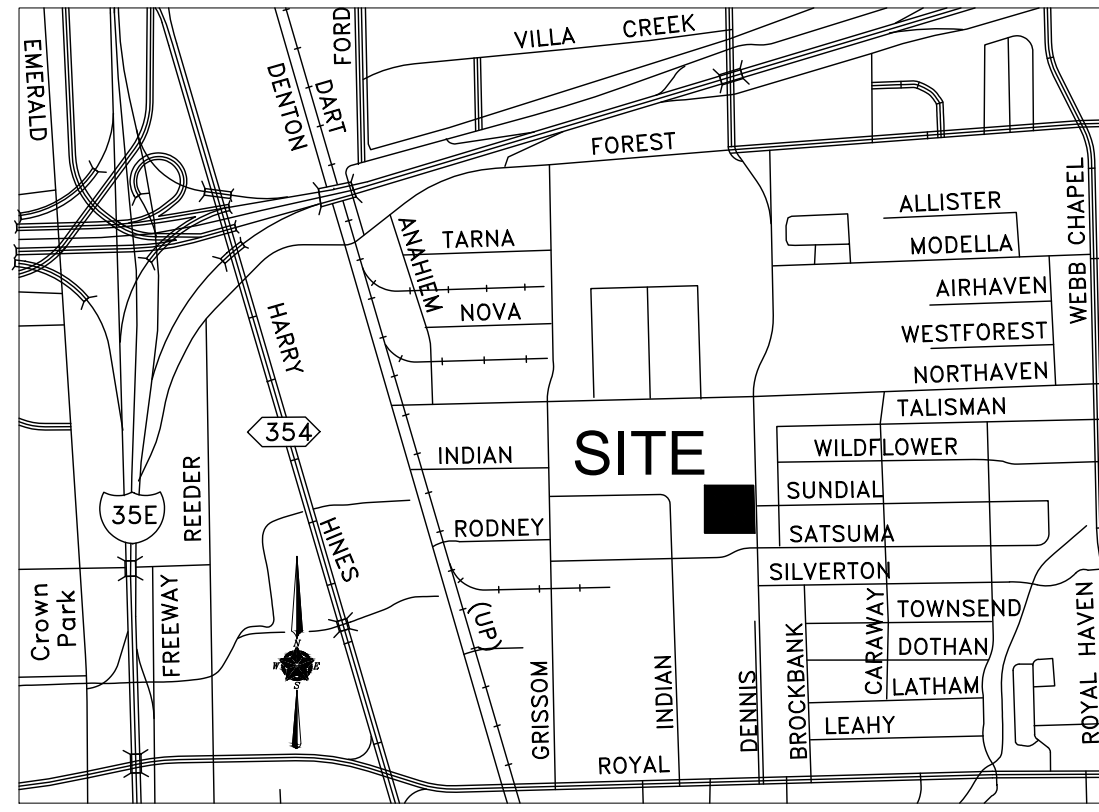 EMERALD
DENTON
DART
FORD
VILLA CREEK
FOREST
ALLISTER
MODELLA
WEBB CHAPEL
AIRHAVEN
WESTFOREST
NORTHAVEN
TALISMAN
ANAHIEM
TARNA
NOVA
HARRY
354
HINES
INDIAN
SITE
WILDFLOWER
SUNDIAL
SATSUMA
SILVERTON
RODNEY
REEDER
35E
Crown
Park
FREEWAY
N
W E
S
(UP)
GRISSOM
INDIAN
DENNIS
BROCKBANK
CARAWAY
TOWNSEND
DOTHAN
LATHAM
LEAHY
ROYAL HAVEN
ROYAL